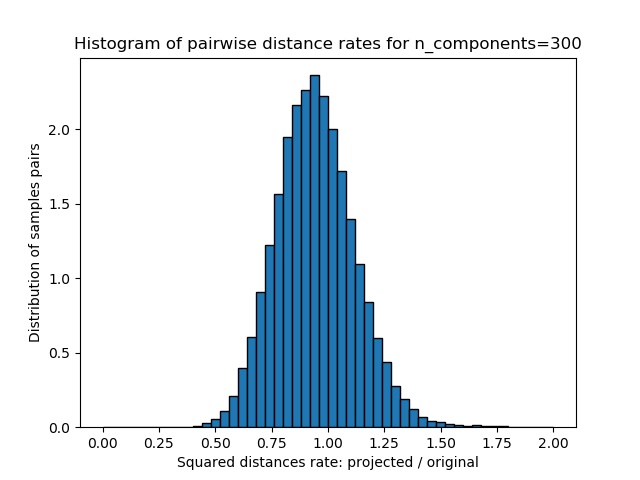 Histogram of pairwise distance rates for n_components=300
Distribution of samples pairs
2.0
1.5
1.0
0.5
0.0
0.00 0.25 0.50 0.75 1.00 1.25 1.50 1.75 2.00
Squared distances rate: projected / original